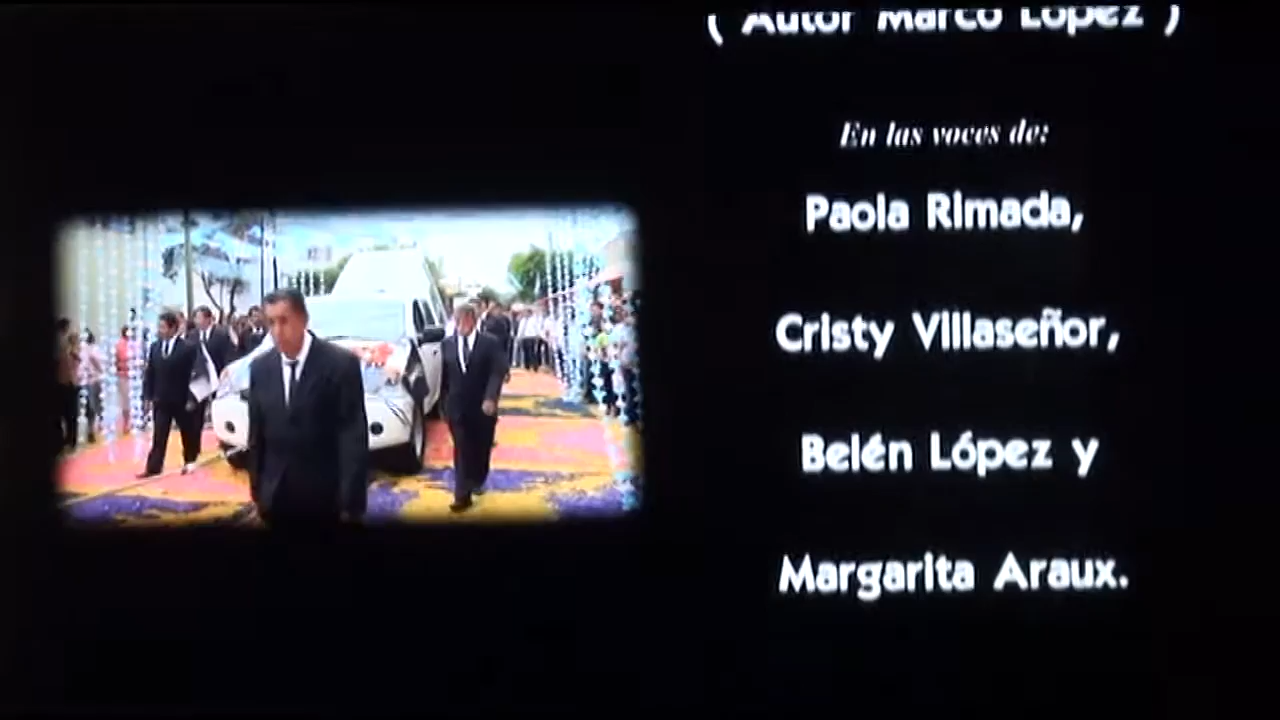 ( Autor Marco López )
En las voces de:
Paola Rimada,
Cristy Villaseñor,
Belén López y
Margarita Araux.